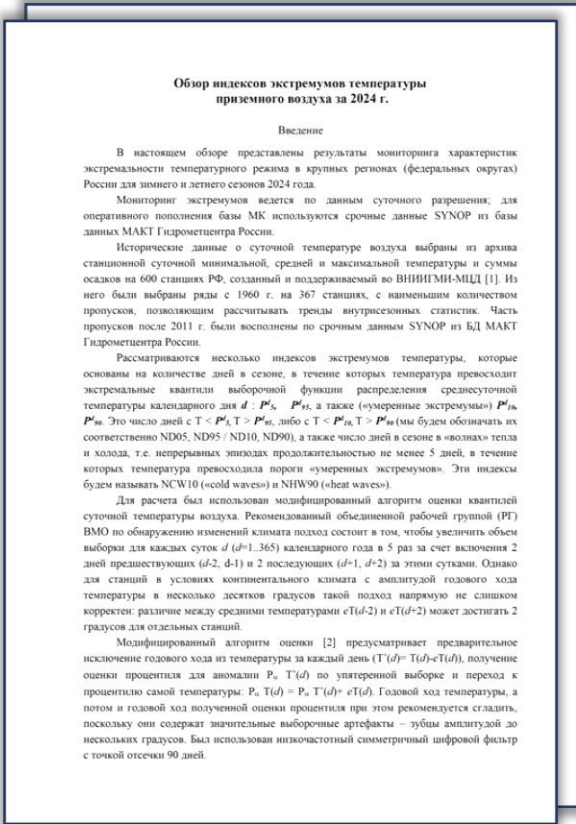 Обзор индексов экстремумов температуры
приземного воздуха за 2024 г.
Введение
В настоящем обзоре представлены результаты мониторинга характеристик
экстремальности температурного режима в крупных регионах (федеральных округах)
России для зимнего и летнего сезонов 2024 года.
Мониторинг экстремумов ведется по данным суточного разрешения; для
оперативного пополнения базы МК используются срочные данные SYNOP из базы
данных МАКТ Гидрометцентра России.
Исторические данные о суточной температуре воздуха выбраны из архива
станционной суточной минимальной, средней и максимальной температуры и суммы
осадков на 600 станциях РФ, созданный и поддерживаемый во ВНИИГМИ-МЦД [1]. Из
него были выбраны ряды с 1960 г. на 367 станциях, с наименьшим количеством
пропусков, позволяющим рассчитывать тренды внутрисезонных статистик. Часть
пропусков после 2011 г. были восполнены по срочным данным SYNOP из БД МАКТ
Гидрометцентра России.
Рассматриваются несколько индексов экстремумов температуры, которые
основаны на количестве дней в сезоне, в течение которых температура превосходит
экстремальные квантили выборочной функции распределения среднесуточной
температуры календарного дня d : Pᵈ₅, Pᵈ₉₅, а также («умеренные экстремумы») Pᵈ₁₀,
Pᵈ₉₀. Это число дней с T < Pᵈ₅, T > Pᵈ₉₅, либо с T < Pᵈ₁₀, T > Pᵈ₉₀ (мы будем обозначать их
соответственно ND05, ND95 / ND10, ND90), а также число дней в сезоне в «волнах» тепла
и холода, т.е. непрерывных эпизодах продолжительностью не менее 5 дней, в течение
которых температура превосходила пороги «умеренных экстремумов». Эти индексы
будем называть NCW10 («cold waves») и NHW90 («heat waves»).
Для расчета был использован модифицированный алгоритм оценки квантилей
суточной температуры воздуха. Рекомендованный объединенной рабочей группой (РГ)
ВМО по обнаружению изменений климата подход состоит в том, чтобы увеличить объем
выборки для каждых суток d (d=1..365) календарного года в 5 раз за счет включения 2
дней предшествующих (d-2, d-1) и 2 последующих (d+1, d+2) за этими сутками. Однако
для станций в условиях континентального климата с амплитудой годового хода
температуры в несколько десятков градусов такой подход напрямую не слишком
корректен: различие между средними температурами eT(d-2) и eT(d+2) может достигать 2
градусов для отдельных станций.
Модифицированный алгоритм оценки [2] предусматривает предварительное
исключение годового хода из температуры за каждый день (T'(d)= T(d)-eT(d)), получение
оценки процентиля для аномалии Pα T'(d) по упятеренной выборке и переход к
процентилю самой температуры: Pα T(d) = Pα T'(d)+ eT(d). Годовой ход температуры, а
потом и годовой ход полученной оценки процентиля при этом рекомендуется сгладить,
поскольку они содержат значительные выборочные артефакты – зубцы амплитудой до
нескольких градусов. Был использован низкочастотный симметричный цифровой фильтр
с точкой отсечки 90 дней.